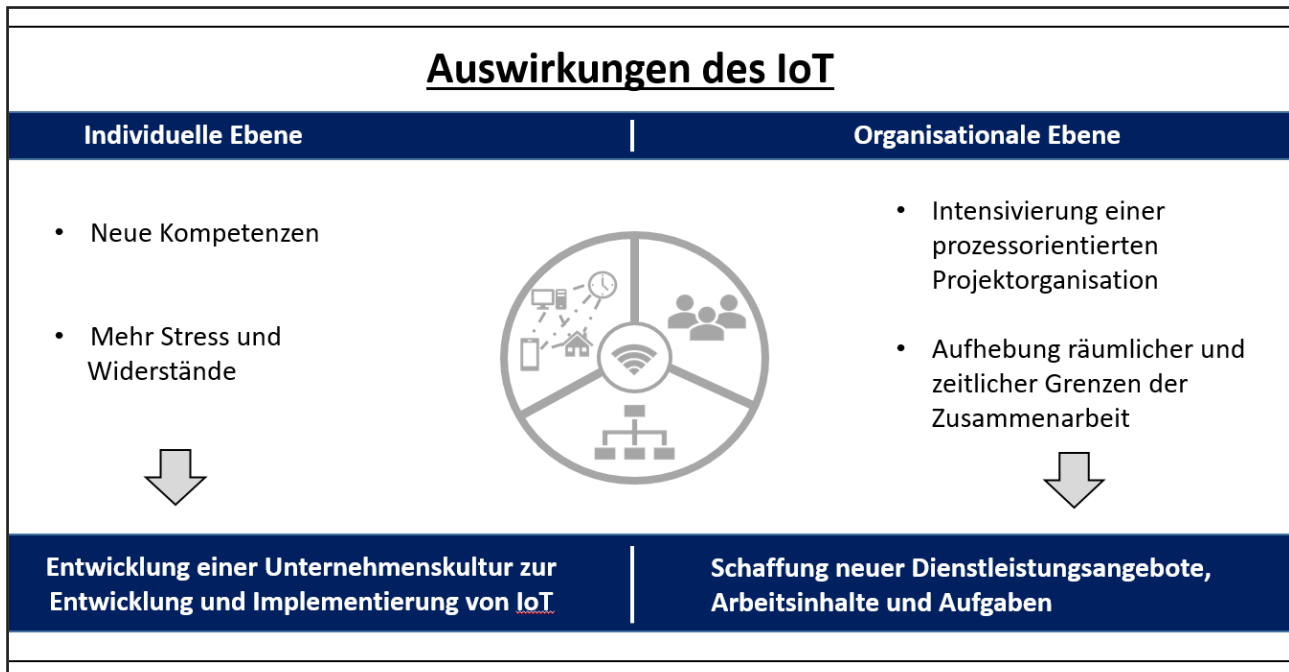 Auswirkungen des IoT
Individuelle Ebene
Organisationale Ebene
• Neue Kompetenzen
• Mehr Stress und
Widerstände
• Intensivierung einer
prozessorientierten
Projektorganisation
• Aufhebung räumlicher und
zeitlicher Grenzen der
Zusammenarbeit
Entwicklung einer Unternehmenskultur zur
Entwicklung und Implementierung von IoT
Schaffung neuer Dienstleistungsangebote,
Arbeitsinhalte und Aufgaben